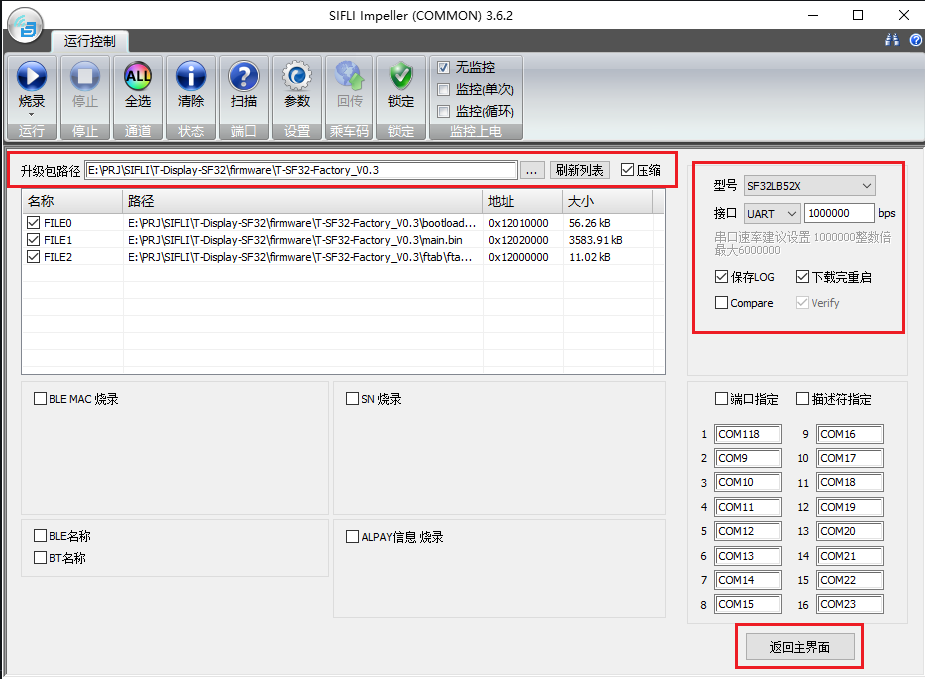 SIFLI Impeller (COMMON) 3.6.2
运行控制
烧录
停止
全选
清除
扫描
参数
回传
锁定
无监控
监控(单次)
监控(循环)
运行
停止
通道
状态
端口
设置
乘车码
锁定
监控上电
升级包路径 E:\PRJ\SIFLI\T-Display-SF32\firmware\T-SF32-Factory_V0.3 ... 刷新列表 压缩
名称 路径 地址 大小
FILE0 E:\PRJ\SIFLI\T-Display-SF32\firmware\T-SF32-Factory_V0.3\bootload... 0x12010000 56.26 kB
FILE1 E:\PRJ\SIFLI\T-Display-SF32\firmware\T-SF32-Factory_V0.3\main.bin 0x12020000 3583.91 kB
FILE2 E:\PRJ\SIFLI\T-Display-SF32\firmware\T-SF32-Factory_V0.3\ftab\fta... 0x12000000 11.02 kB
型号 SF32LB52X
接口 UART 1000000 bps
串口速率建议设置 1000000整数倍
最大6000000
保存LOG 下载完重启
Compare Verify
BLE MAC 烧录
SN 烧录
BLE名称
BT名称
ALPAY信息 烧录
端口指定 描述符指定
1 COM118 9 COM16
2 COM9 10 COM17
3 COM10 11 COM18
4 COM11 12 COM19
5 COM12 13 COM20
6 COM13 14 COM21
7 COM14 15 COM22
8 COM15 16 COM23
返回主界面
ALL